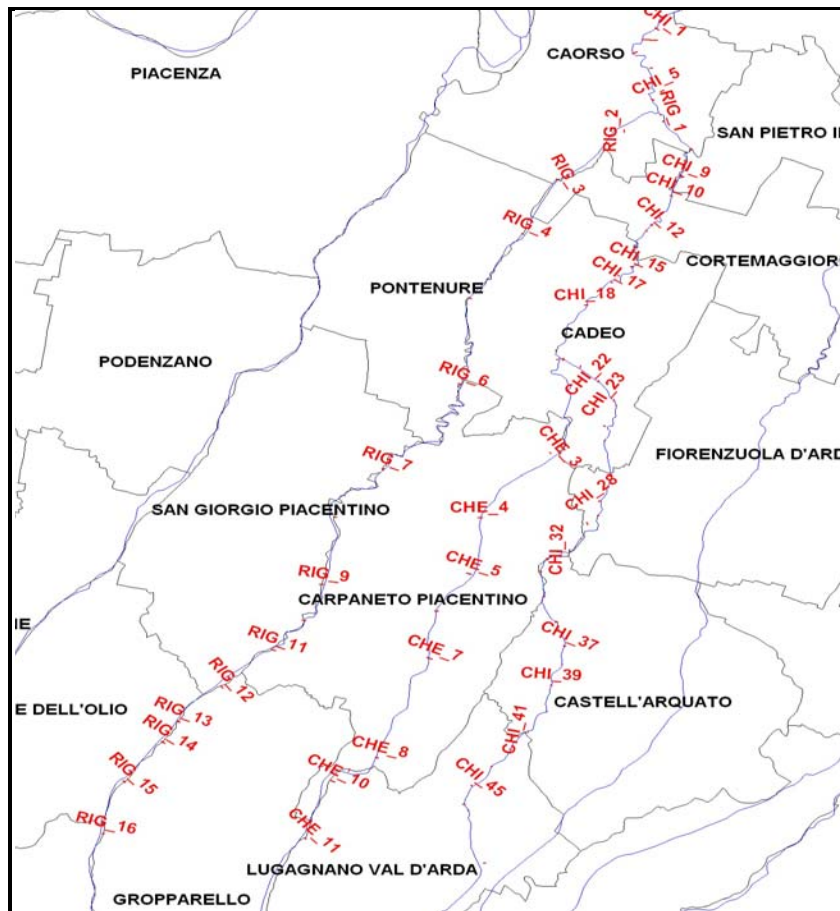 CHI_1
CAORSO
PIACENZA
CHI_5
RIG_1
RIG_2
SAN PIETRO I
CHI_9
RIG_3
CHI_10
RIG_4
CHI_12
CHI_15
CORTEMAGGIOR
CHI_17
PONTENURE
CHI_18
CADEO
PODENZANO
CHI_22
RIG_6
CHI_23
CHE_3
FIORENZUOLA D'ARD
RIG_7
CHI_28
SAN GIORGIO PIACENTINO
CHE_4
CHI_32
CHE_5
RIG_9
CARPANETO PIACENTINO
RIG_11
CHI_37
CHE_7
RIG_12
CHI_39
E DELL'OLIO
CASTELL'ARQUATO
RIG_13
CHI_41
RIG_14
CHE_8
RIG_15
CHE_10
CHI_45
RIG_16
CHE_11
LUGAGNANO VAL D'ARDA
GROPPARELLO